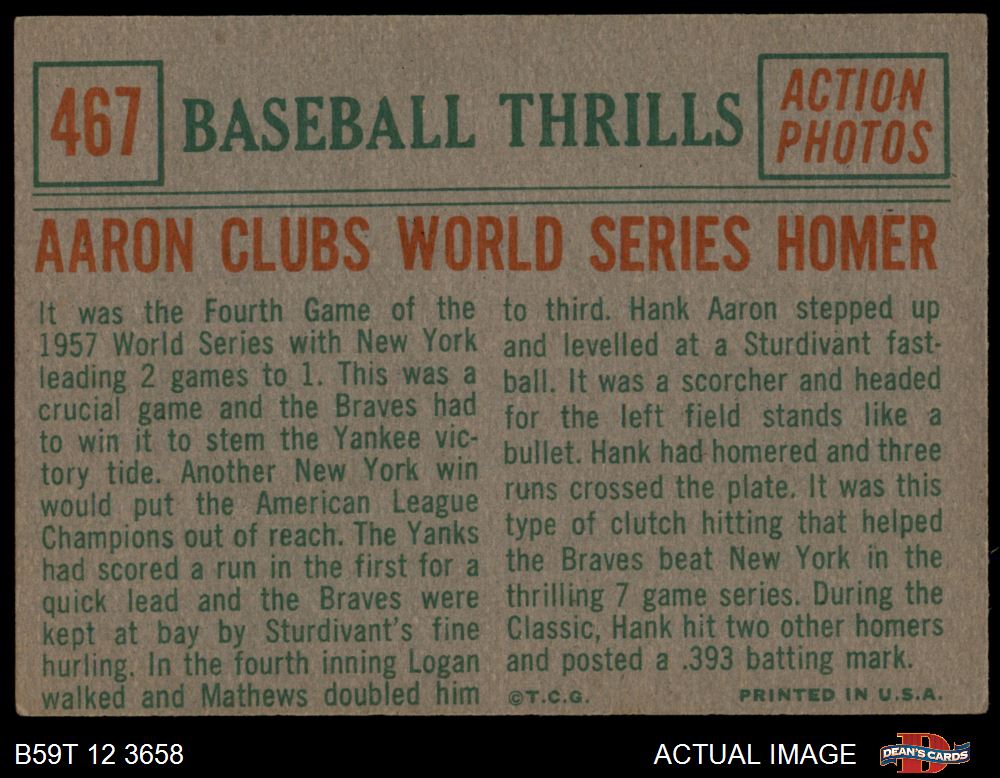 467
BASEBALL THRILLS
ACTION
PHOTOS
AARON CLUBS WORLD SERIES HOMER
It was the Fourth Game of the
1957 World Series with New York
leading 2 games to 1. This was a
crucial game and the Braves had
to win it to stem the Yankee vic-
tory tide. Another New York win
would put the American League
Champions out of reach. The Yanks
had scored a run in the first for a
quick lead and the Braves were
kept at bay by Sturdivant's fine
hurling. In the fourth inning Logan
walked and Mathews doubled him
to third. Hank Aaron stepped up
and levelled at a Sturdivant fast-
ball. It was a scorcher and headed
for the left field stands like a
bullet. Hank had homered and three
runs crossed the plate. It was this
type of clutch hitting that helped
the Braves beat New York in the
thrilling 7 game series. During the
Classic, Hank hit two other homers
and posted a .393 batting mark.
©T.C.G.
PRINTED IN U.S.A.
B59T 12 3658
ACTUAL IMAGE
DEAN'S CARDS